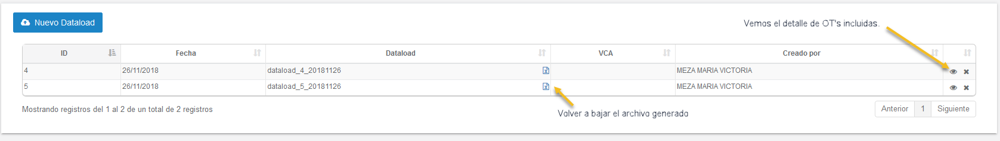 Nuevo Dataload
Vemos el detalle de OT's incluidas.
ID Fecha Dataload VCA Creado por
4 26/11/2018 dataload_4_20181126 MEZA MARIA VICTORIA
5 26/11/2018 dataload_5_20181126 MEZA MARIA VICTORIA
Mostrando registros del 1 al 2 de un total de 2 registros
Volver a bajar el archivo generado
Anterior 1 Siguiente